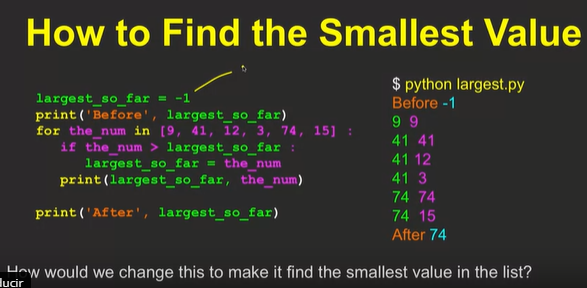 How to Find the Smallest Value
largest_so_far = -1
print('Before', largest_so_far)
for the_num in [9, 41, 12, 3, 74, 15] :
if the_num > largest_so_far :
largest_so_far = the_num
print(largest_so_far, the_num)
print('After', largest_so_far)
$ python largest.py
Before -1
9 9
41 41
41 12
41 3
74 74
74 15
After 74
How would we change this to make it find the smallest value in the list?
ducir